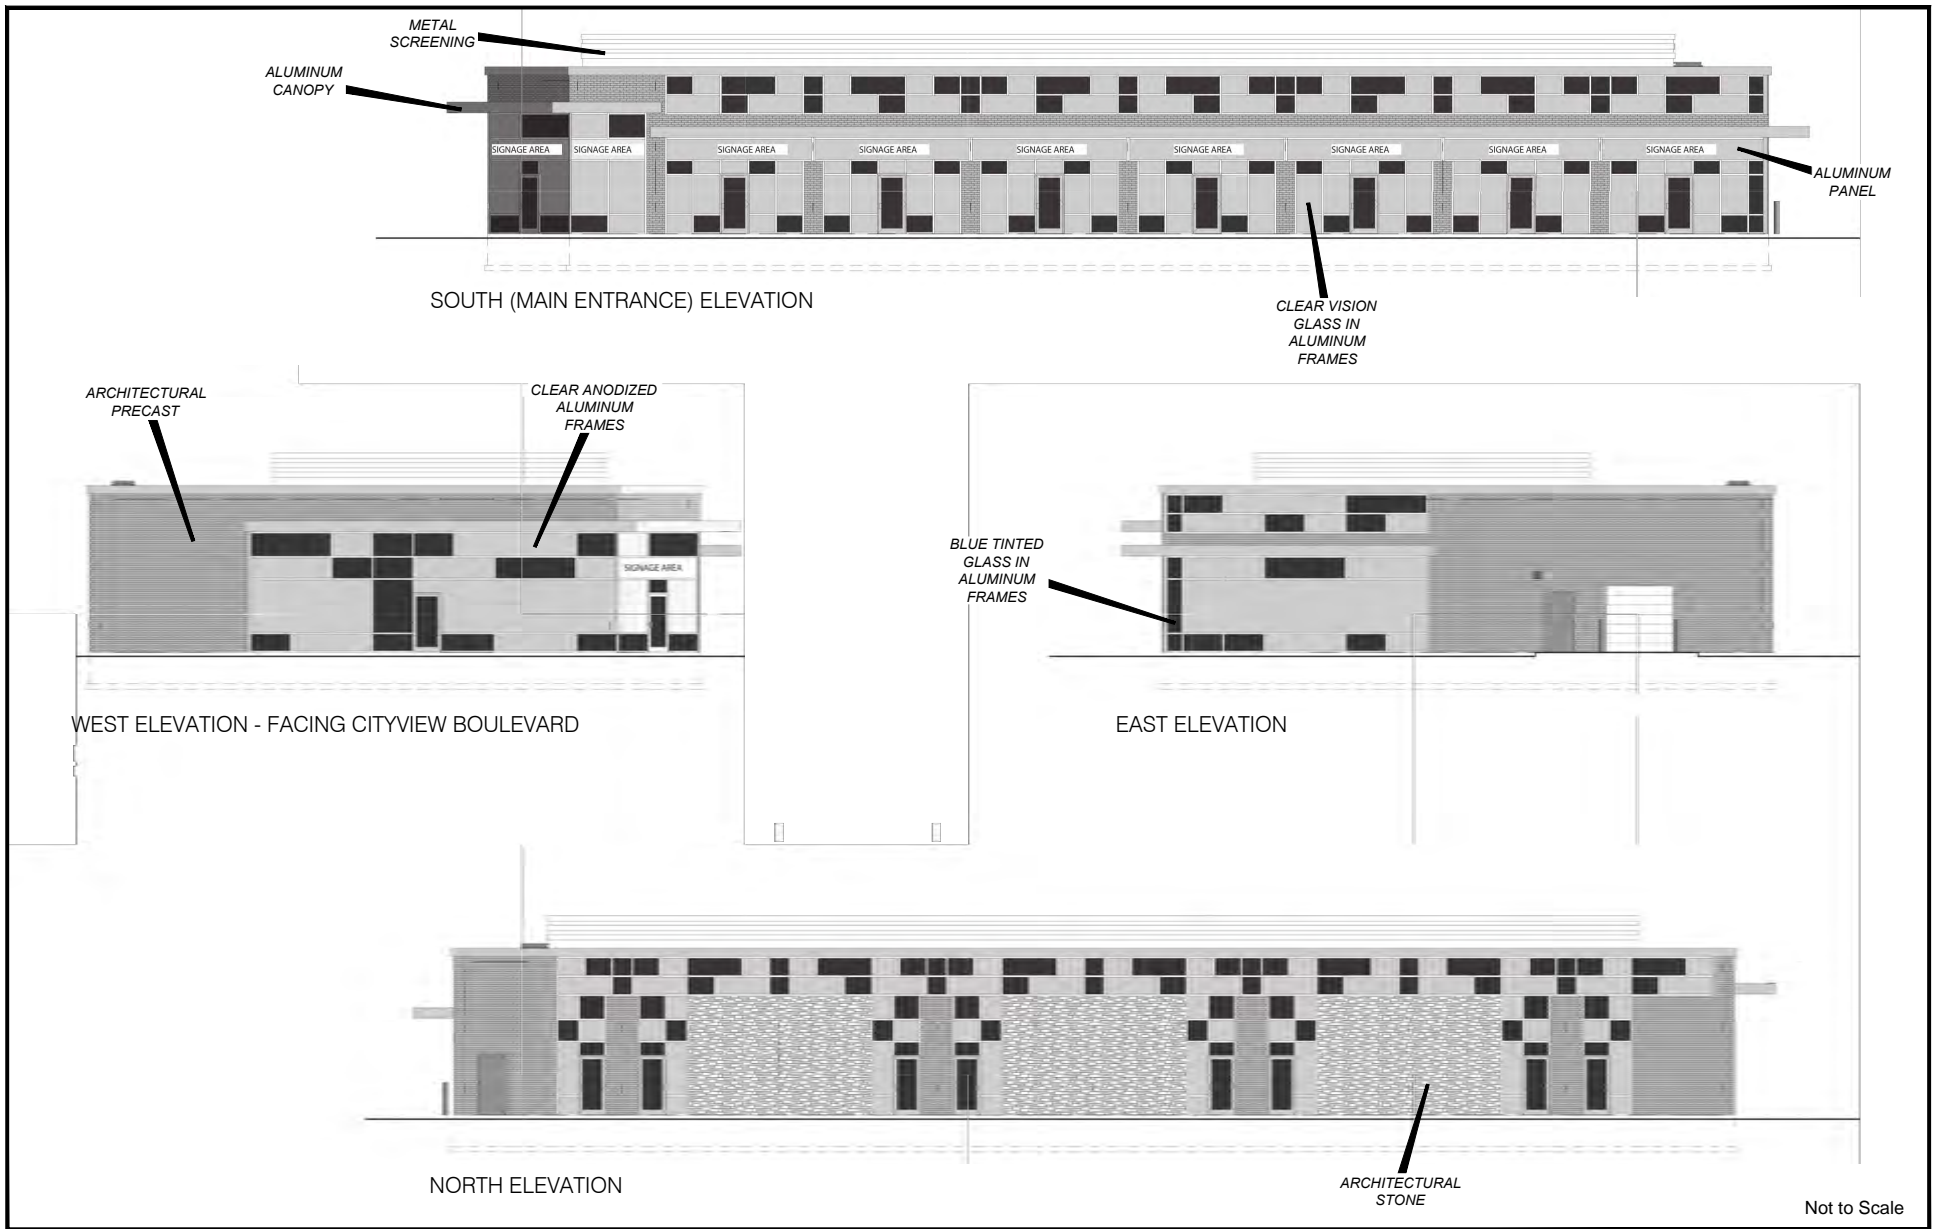 METAL
SCREENING
ALUMINUM
CANOPY
SIGNAGE AREA
SIGNAGE AREA
SIGNAGE AREA
SIGNAGE AREA
SIGNAGE AREA
SIGNAGE AREA
SIGNAGE AREA
SIGNAGE AREA
SIGNAGE AREA
ALUMINUM
PANEL
SOUTH (MAIN ENTRANCE) ELEVATION
CLEAR VISION
GLASS IN
ALUMINUM
FRAMES
ARCHITECTURAL
PRECAST
CLEAR ANODIZED
ALUMINUM
FRAMES
SIGNAGE AREA
BLUE TINTED
GLASS IN
ALUMINUM
FRAMES
WEST ELEVATION - FACING CITYVIEW BOULEVARD
EAST ELEVATION
NORTH ELEVATION
ARCHITECTURAL
STONE
Not to Scale